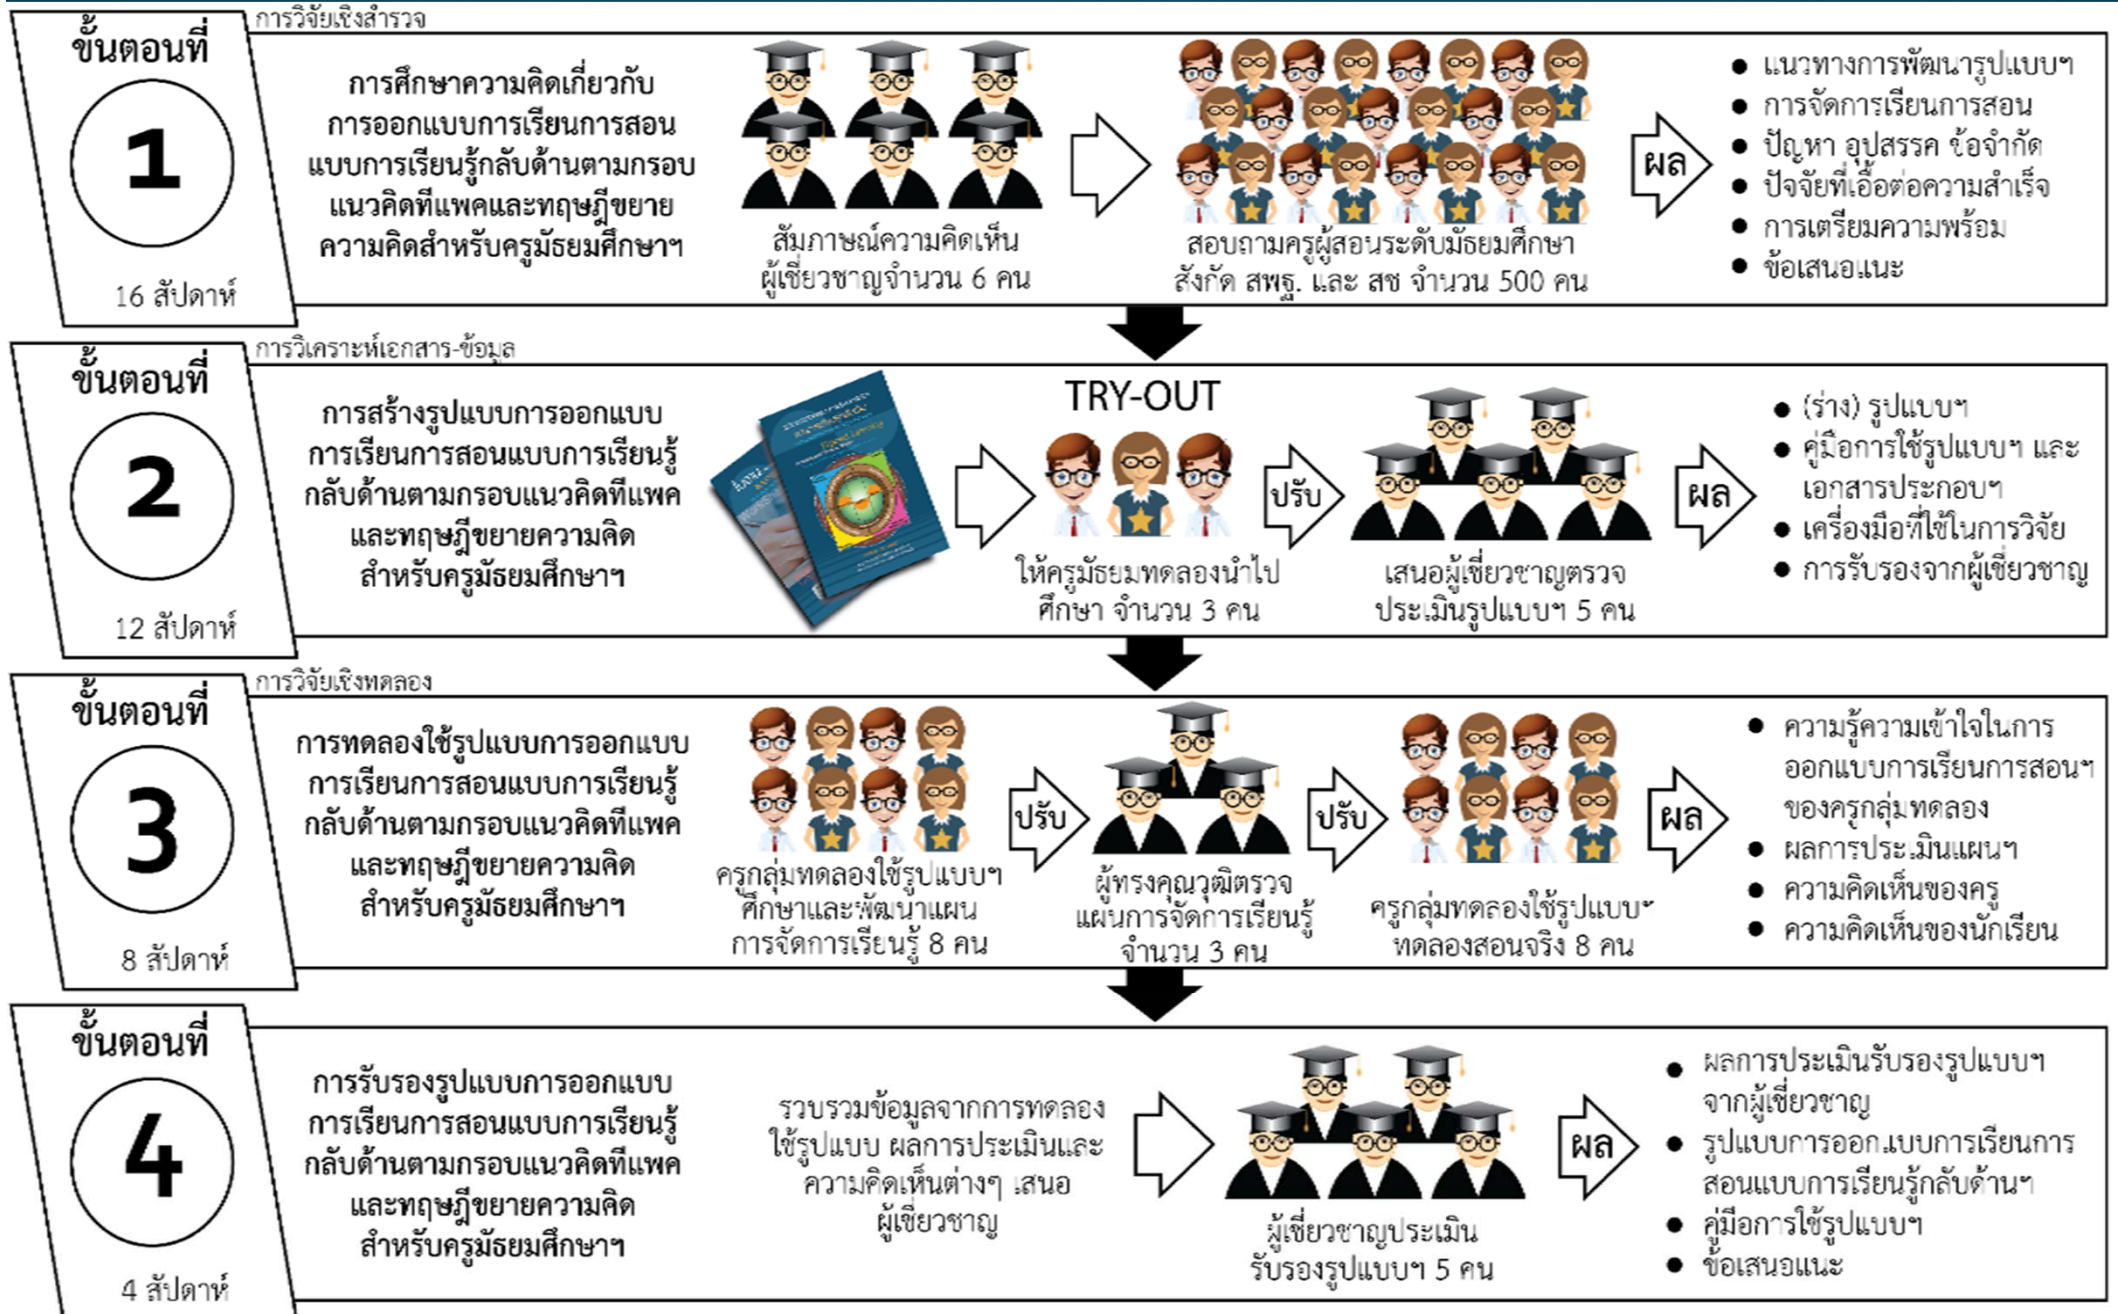 การวิจัยเชิงสำรวจ
ขั้นตอนที่
1
16 สัปดาห์
การศึกษาความคิดเกี่ยวกับ
การออกแบบการเรียนการสอน
แบบการเรียนรู้กลับด้านตามกรอบ
แนวคิดทีแพคและทฤษฎีขยาย
ความคิดสำหรับครูมัธยมศึกษาฯ
สัมภาษณ์ความคิดเห็น
ผู้เชี่ยวชาญจำนวน 6 คน
สอบถามครูผู้สอนระดับมัธยมศึกษา
สังกัด สพฐ. และ สช จำนวน 500 คน
ผล
● แนวทางการพัฒนารูปแบบฯ
● การจัดการเรียนการสอน
● ปัญหา อุปสรรค ข้อจำกัด
● ปัจจัยที่เอื้อต่อความสำเร็จ
● การเตรียมความพร้อม
● ข้อเสนอแนะ
การวิเคราะห์เอกสาร-ข้อมูล
ขั้นตอนที่
2
12 สัปดาห์
การสร้างรูปแบบการออกแบบ
การเรียนการสอนแบบการเรียนรู้
กลับด้านตามกรอบแนวคิดทีแพค
และทฤษฎีขยายความคิด
สำหรับครูมัธยมศึกษาฯ
TRY-OUT
ให้ครูมัธยมทดลองนำไป
ศึกษา จำนวน 3 คน
ปรับ
เสนอผู้เชี่ยวชาญตรวจ
ประเมินรูปแบบฯ 5 คน
ผล
● (ร่าง) รูปแบบฯ
● คู่มือการใช้รูปแบบฯ และ
เอกสารประกอบฯ
● เครื่องมือที่ใช้ในการวิจัย
● การรับรองจากผู้เชี่ยวชาญ
การวิจัยเชิงทดลอง
ขั้นตอนที่
3
8 สัปดาห์
การทดลองใช้รูปแบบการออกแบบ
การเรียนการสอนแบบการเรียนรู้
กลับด้านตามกรอบแนวคิดทีแพค
และทฤษฎีขยายความคิด
สำหรับครูมัธยมศึกษาฯ
ครูกลุ่มทดลองใช้รูปแบบฯ
ศึกษาและพัฒนาแผน
การจัดการเรียนรู้ 8 คน
ปรับ
ผู้ทรงคุณวุฒิตรวจ
แผนการจัดการเรียนรู้
จำนวน 3 คน
ปรับ
ครูกลุ่มทดลองใช้รูปแบบฯ
ทดลองสอนจริง 8 คน
ผล
● ความรู้ความเข้าใจในการ
ออกแบบการเรียนการสอนฯ
ของครูกลุ่มทดลอง
● ผลการประเมินแผนฯ
● ความคิดเห็นของครู
● ความคิดเห็นของนักเรียน
ขั้นตอนที่
4
4 สัปดาห์
การรับรองรูปแบบการออกแบบ
การเรียนการสอนแบบการเรียนรู้
กลับด้านตามกรอบแนวคิดทีแพค
และทฤษฎีขยายความคิด
สำหรับครูมัธยมศึกษาฯ
รวบรวมข้อมูลจากการทดลอง
ใช้รูปแบบ ผลการประเมินและ
ความคิดเห็นต่างๆ เสนอ
ผู้เชี่ยวชาญ
ผู้เชี่ยวชาญประเมิน
รับรองรูปแบบฯ 5 คน
ผล
● ผลการประเมินรับรองรูปแบบฯ
จากผู้เชี่ยวชาญ
● รูปแบบการออกแบบการเรียนการ
สอนแบบการเรียนรู้กลับด้านฯ
● คู่มือการใช้รูปแบบฯ
● ข้อเสนอแนะ